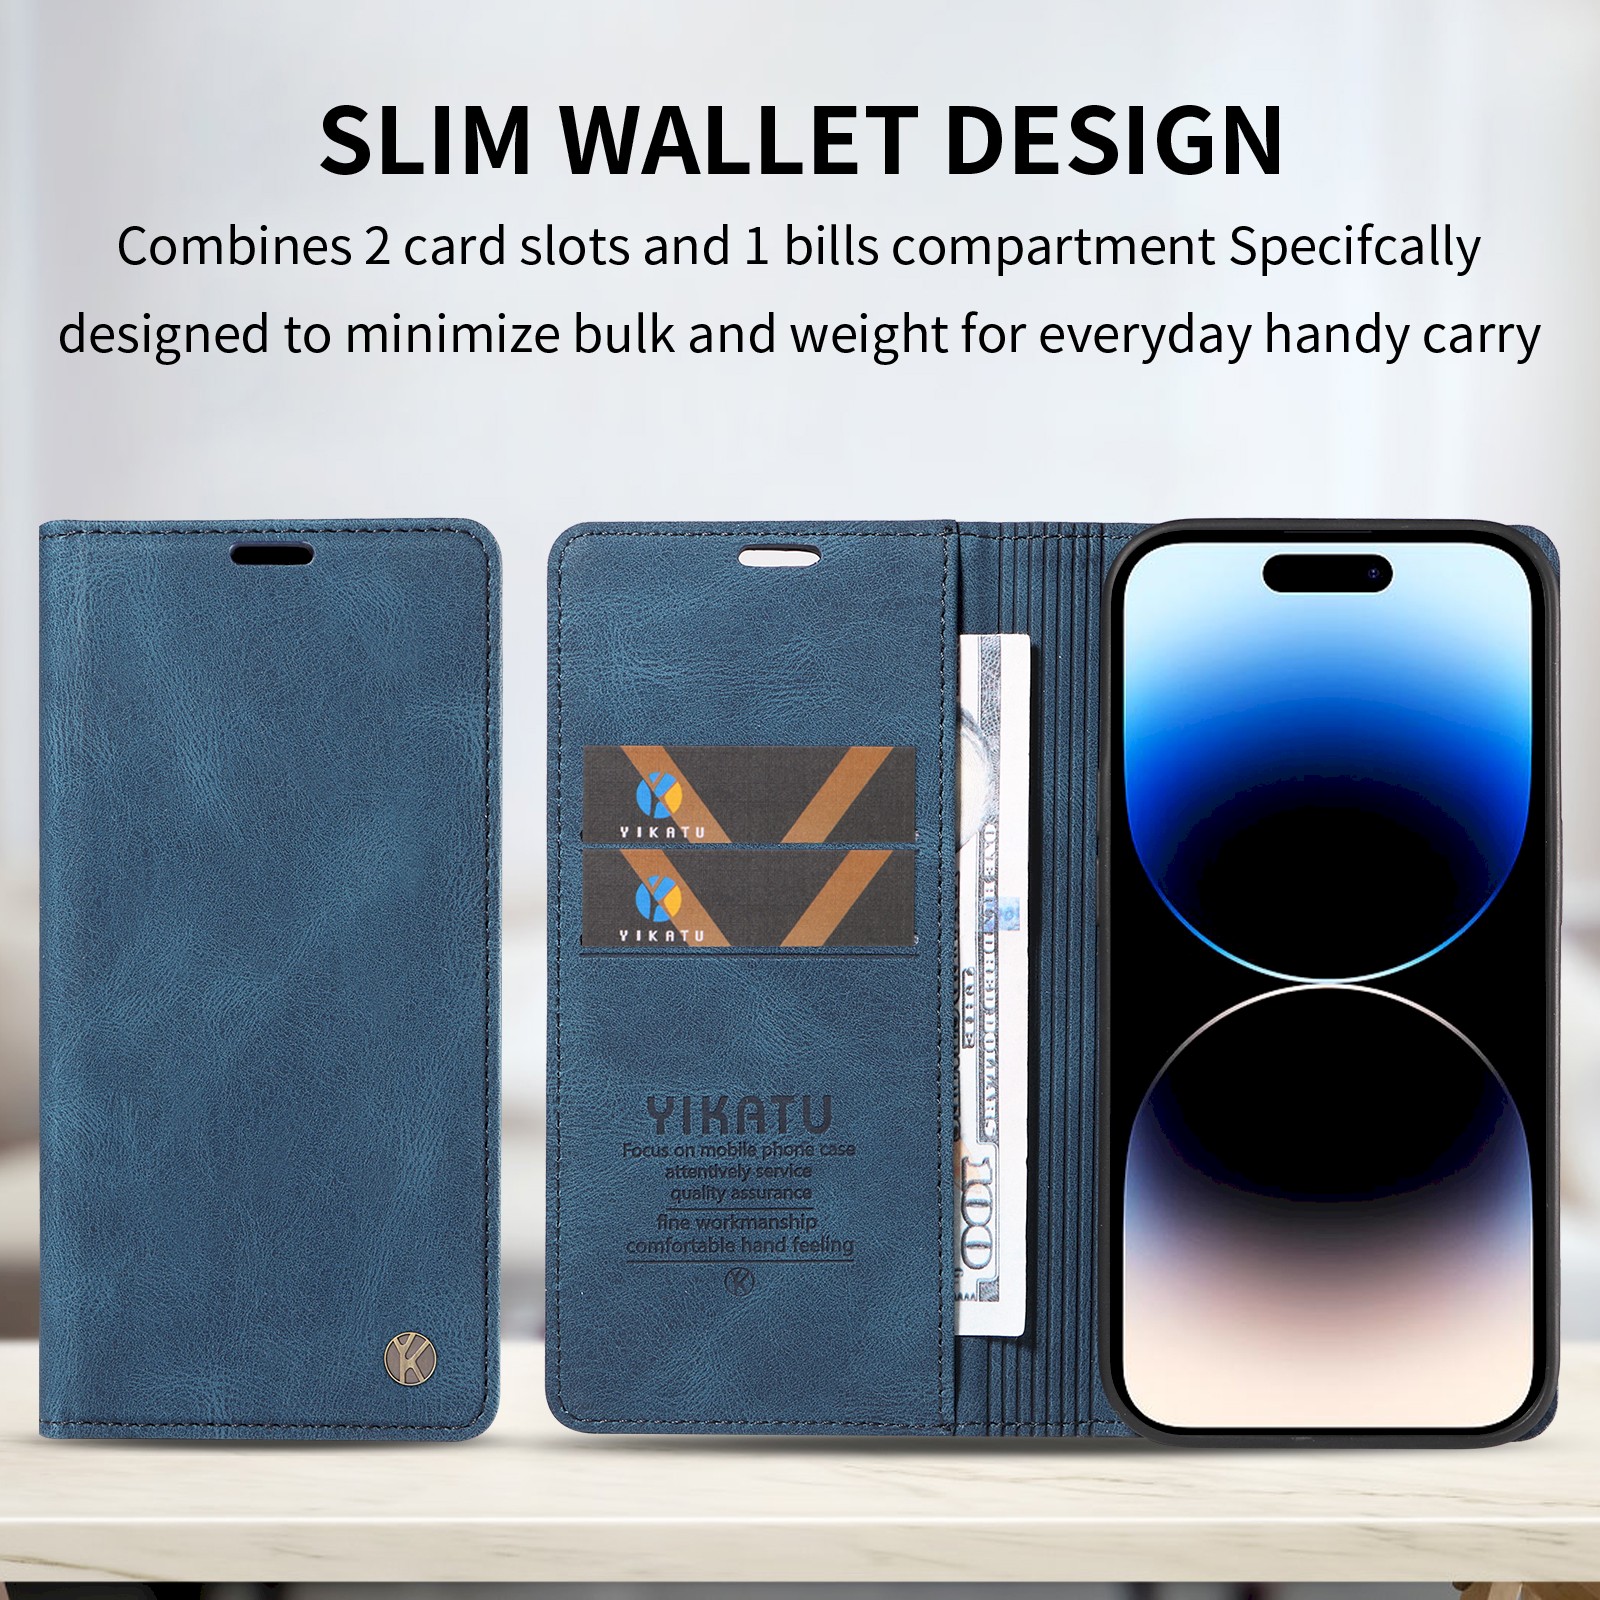 SLIM WALLET DESIGN
Combines 2 card slots and 1 bills compartment Specifcally
designed to minimize bulk and weight for everyday handy carry
YIKATU
YIKATU
YIKATU
Focus on mobile phone case
attentively service
quality assurance
fine workmanship
comfortable hand feeling
100